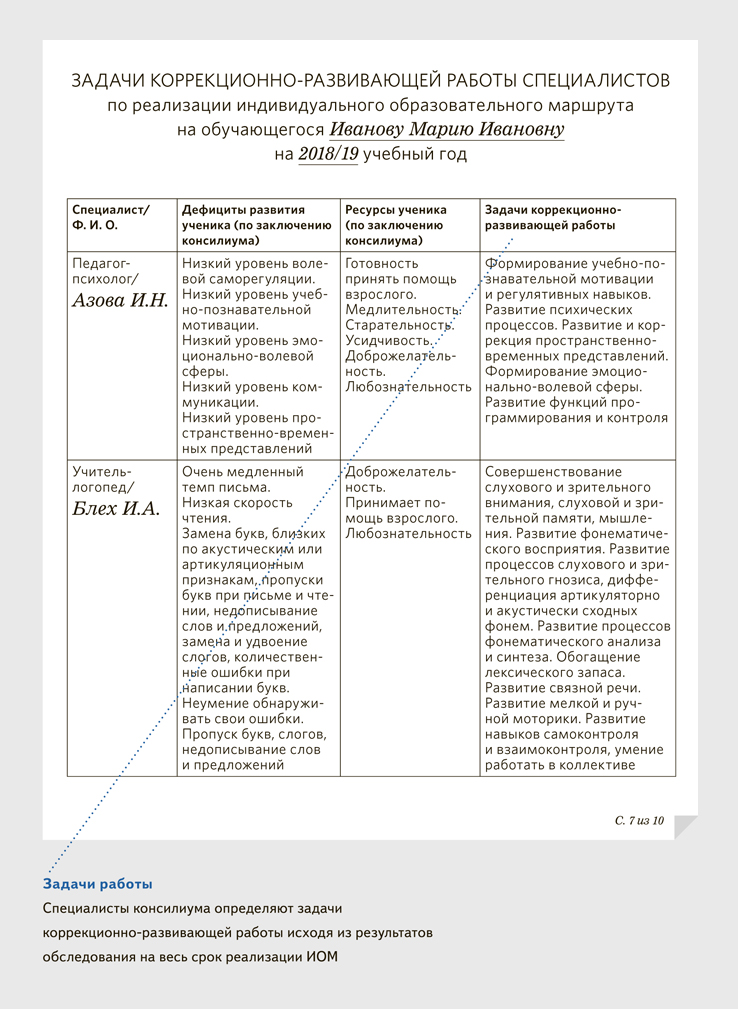 ЗАДАЧИ КОРРЕКЦИОННО-РАЗВИВАЮЩЕЙ РАБОТЫ СПЕЦИАЛИСТОВ
по реализации индивидуального образовательного маршрута
на обучающегося Иванову Марию Ивановну
на 2018/19 учебный год
Специалист/
Ф. И. О.
Дефициты развития
ученика (по заключению
консилиума)
Ресурсы ученика
(по заключению
консилиума)
Задачи коррекционно-
развивающей работы
Педагог-
психолог/
Азова И.Н.
Низкий уровень воле-
вой саморегуляции.
Низкий уровень учеб-
но-познавательной
мотивации.
Низкий уровень эмо-
ционально-волевой
сферы.
Низкий уровень ком-
муникации.
Низкий уровень про-
странственно-времен-
ных представлений
Готовность
принять помощь
взрослого.
Медлительность.
Старательность.
Усидчивость.
Доброжелатель-
ность.
Любознательность
Формирование учебно-по-
знавательной мотивации
и регулятивных навыков.
Развитие психических
процессов. Развитие и кор-
рекция пространственно-
временных представлений.
Формирование эмоцио-
нально-волевой сферы.
Развитие функций про-
граммирования и контроля
Учитель-
логопед/
Блех И.А.
Очень медленный
темп письма.
Низкая скорость
чтения.
Замена букв, близких
по акустическим или
артикуляционным
признакам, пропуски
букв при письме и чте-
нии, недописывание
слов и предложений,
замена и удвоение
слогов, количествен-
ные ошибки при
написании букв.
Неумение обнаружи-
вать свои ошибки.
Пропуск букв, слогов,
недописывание слов
и предложений
Доброжелатель-
ность.
Принимает по-
мощь взрослого.
Любознательность
Совершенствование
слухового и зрительного
внимания, слуховой и зри-
тельной памяти, мышле-
ния. Развитие фонематиче-
ского восприятия. Развитие
процессов слухового и зри-
тельного гнозиса, диффе-
ренциация артикуляторно
и акустически сходных
фонем. Развитие процессов
фонематического анализа
и синтеза. Обогащение
лексического запаса.
Развитие связной речи.
Развитие мелкой и руч-
ной моторики. Развитие
навыков самоконтроля
и взаимоконтроля, умение
работать в коллективе
С. 7 из 10
Задачи работы
Специалисты консилиума определяют задачи
коррекционно-развивающей работы исходя из результатов
обследования на весь срок реализации ИОМ